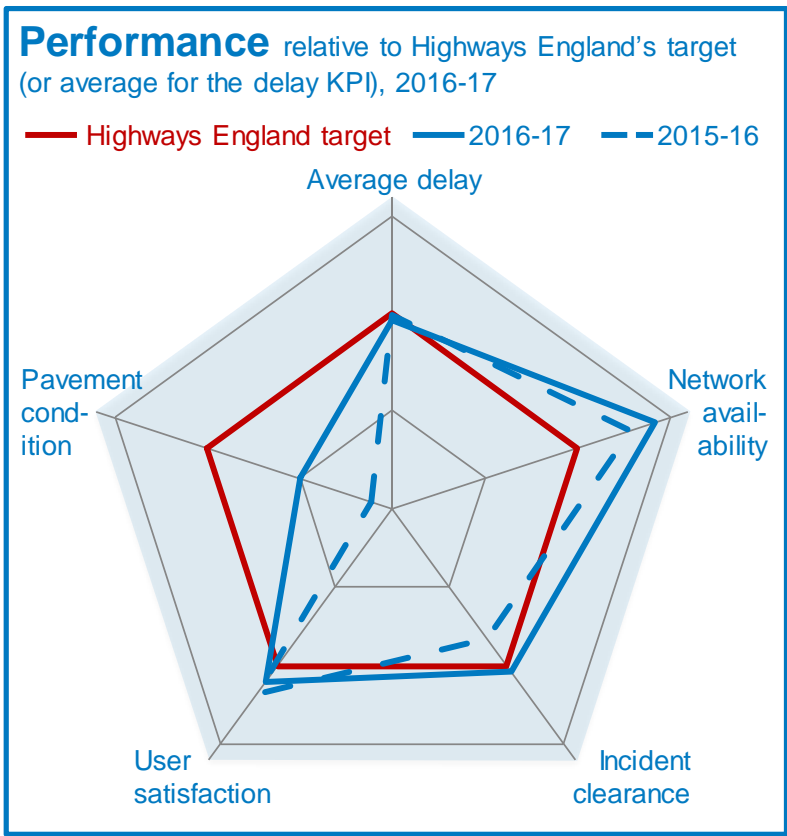 Performance relative to Highways England's target
(or average for the delay KPI), 2016-17
Highways England target 2016-17 2015-16
Average delay
Pavement
cond-
ition
Network
avail-
ability
User
satisfaction
Incident
clearance